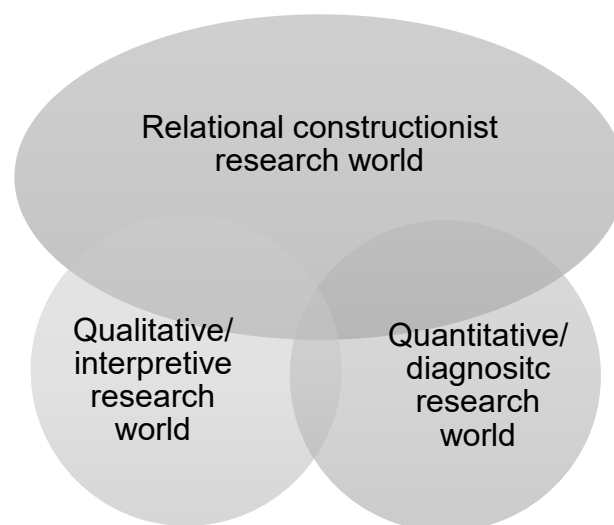 Relational constructionist
research world
Qualitative/
interpretive
research
world
Quantitative/
diagnositc
research
world